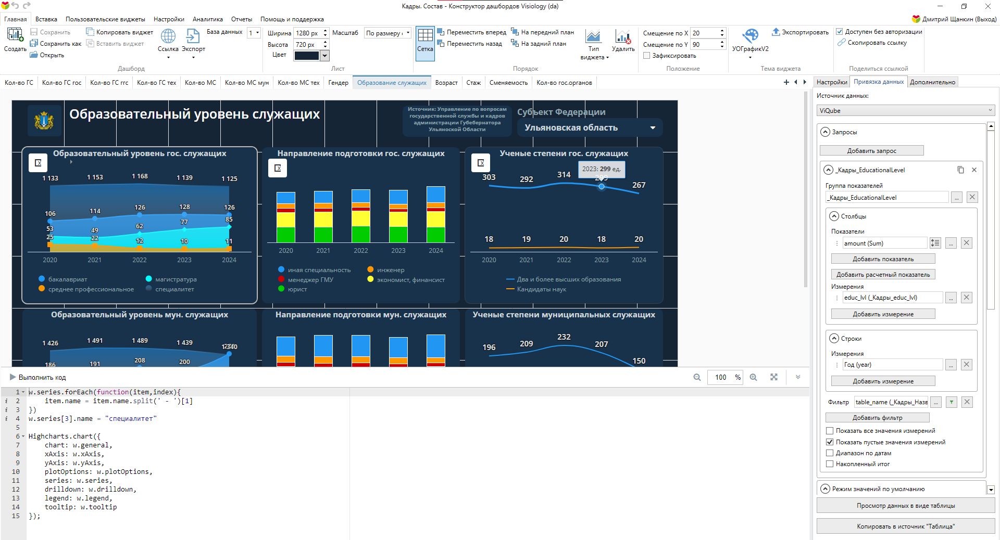 Кадры. Состав - Конструктор дашбордов Visiology (da)
Главная Вставка Пользовательские виджеты Настройки Аналитика Отчеты Помощь и поддержка
Дмитрий Щанкин (Выход)
Создать
Сохранить
Сохранить как
Открыть
Копировать виджет
Вставить виджет
Ссылка
Экспорт
База данных 1
Дашборд
Ширина 1280 px
Высота 720 px
Цвет
Масштаб По размеру
Лист
Сетка
Переместить вперед
Переместить назад
На передний план
На задний план
Тип виджета
Удалить
Порядок
Смещение по X 20
Смещение по Y 90
Зафиксировать
Положение
УОГрафикV2
Тема виджета
Экспортировать
Доступен без авторизации
Скопировать ссылку
Поделиться ссылкой
Кол-во ГС Кол-во ГС гос Кол-во ГС ггс Кол-во ГС тех Кол-во МС Кол-во МС мун Кол-во МС тех Гендер Образование служащих Возраст Стаж Сменяемость Кол-во гос.органов
Образовательный уровень служащих
Источник: Управление по вопросам
государственной службы и кадров
администрации Губебернатора
Ульяноской Области
Субъект Федерации
Ульяновская область
Образовательный уровень гос. служащих
1 133 1 153 1 168 1 139 1 125
106 114 126 128 126
53 49 62 77 85
25 22 12 10 11
2020 2021 2022 2023 2024
бакалавриат магистратура
среднее профессиональное специалитет
Направление подготовки гос. служащих
2020 2021 2022 2023 2024
иная специальность инженер
менеджер ГМУ экономист, финансист
юрист
Ученые степени гос. служащих
2023: 299 ед.
303 292 314 299 267
18 19 20 18 20
2020 2021 2022 2023 2024
Два и более высших образования
Кандидаты наук
Образовательный уровень мун. служащих
1 426 1 491 1 489 1 439 1 340
186 191 208 200
Направление подготовки мун. служащих
Ученые степени муниципальных служащих
196 209 232 207 150
Выполнить код
100 %
1 w.series.forEach(function(item,index){
2 item.name = item.name.split(' - ')[1]
3 })
4 w.series[3].name = "специалитет"
5
6 Highcharts.chart({
7 chart: w.general,
8 xAxis: w.xAxis,
9 yAxis: w.yAxis,
10 plotOptions: w.plotOptions,
11 series: w.series,
12 drilldown: w.drilldown,
13 legend: w.legend,
14 tooltip: w.tooltip
15 });
Настройки Привязка данных Дополнительно
Источник данных:
ViQube
Запросы
Добавить запрос
_Кадры_EducationalLevel
Группа показателей
_Кадры_EducationalLevel ...
Столбцы
Показатели
amount (Sum) ...
Добавить показатель
Добавить расчетный показатель
Измерения
educ_lvl (_Кадры_educ_lvl) ...
Добавить измерение
Строки
Измерения
Год (year) ...
Добавить измерение
Фильтр table_name (_Кадры_Назв ...
Добавить фильтр
Показать все значения измерений
Показать пустые значения измерений
Диапазон по датам
Накопленный итог
Режим значений по умолчанию
Просмотр данных в виде таблицы
Копировать в источник "Таблица"